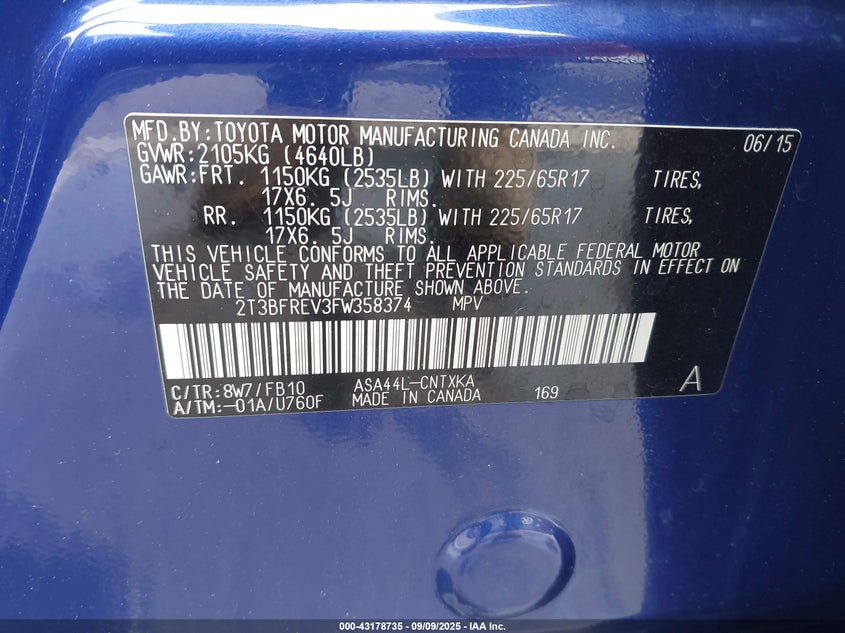 MFD.BY:TOYOTA MOTOR MANUFACTURING CANADA INC. 06/15
GVWR:2105KG (4640LB)
GAWR:FRT. 1150KG (2535LB) WITH 225/65R17 TIRES,
17X6. 5J RIMS.
RR. 1150KG (2535LB) WITH 225/65R17 TIRES,
17X6. 5J RIMS.
THIS VEHICLE CONFORMS TO ALL APPLICABLE FEDERAL MOTOR
VEHICLE SAFETY AND THEFT PREVENTION STANDARDS IN EFFECT ON
THE DATE OF MANUFACTURE SHOWN ABOVE.
2T3BFREV3FW358374 MPV
C/TR:8W7/FB10 ASA44L-CNTXKA A
A/TM:-01A/U760F MADE IN CANADA 169
000-43178735 - 09/09/2025 - IAA Inc.